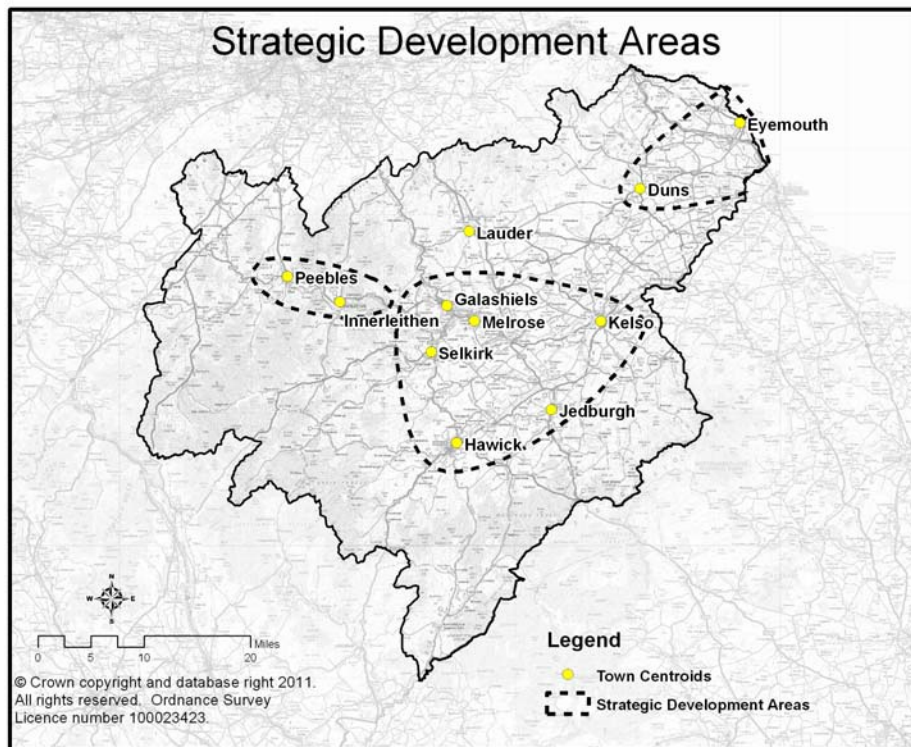 Strategic Development Areas
Eyemouth
Duns
Lauder
Peebles
Innerleithen
Galashiels
Melrose
Kelso
Selkirk
Jedburgh
Hawick
N
W E
S
Miles
0 5 10 20
Legend
Town Centroids
Strategic Development Areas
© Crown copyright and database right 2011.
All rights reserved. Ordnance Survey
Licence number 100023423.